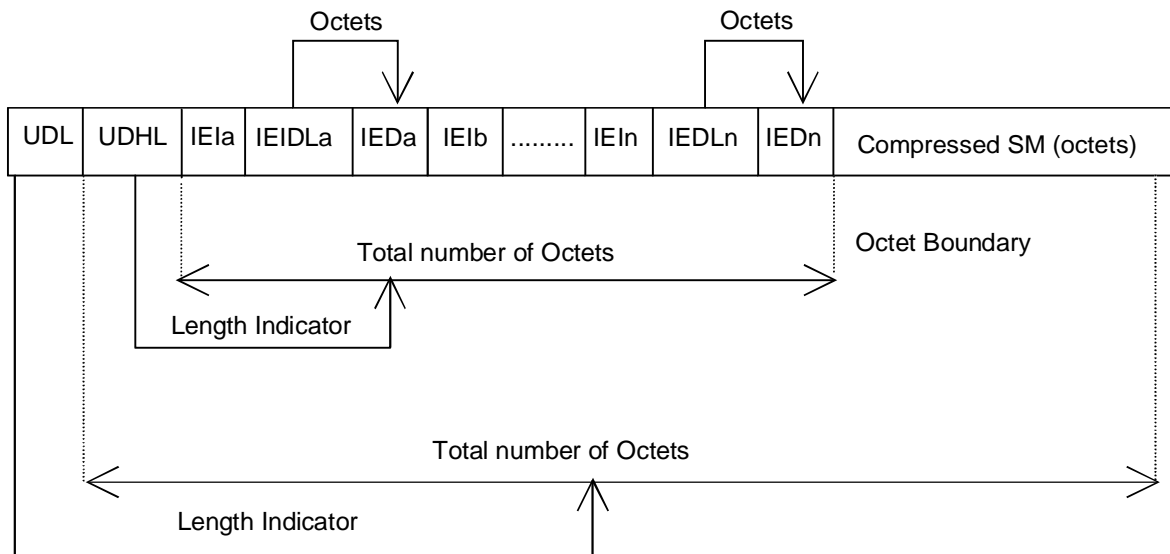 Octets
Octets
UDL UDHL IEIa IEIDLa IEDa IEIb ......... IEIn IEDLn IEDn Compressed SM (octets)
Total number of Octets
Octet Boundary
Length Indicator
Total number of Octets
Length Indicator